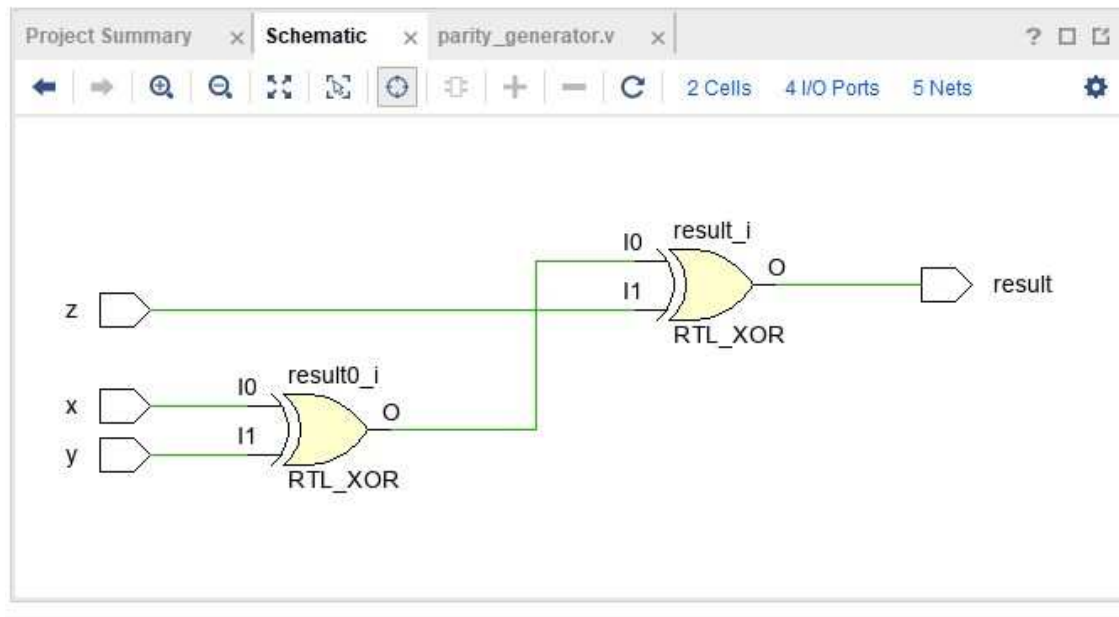 Project Summary × Schematic × parity_generator.v ×
2 Cells 4 I/O Ports 5 Nets
result_i
I0
O
I1
result
z
RTL_XOR
result0_i
I0
x
O
I1
y
RTL_XOR